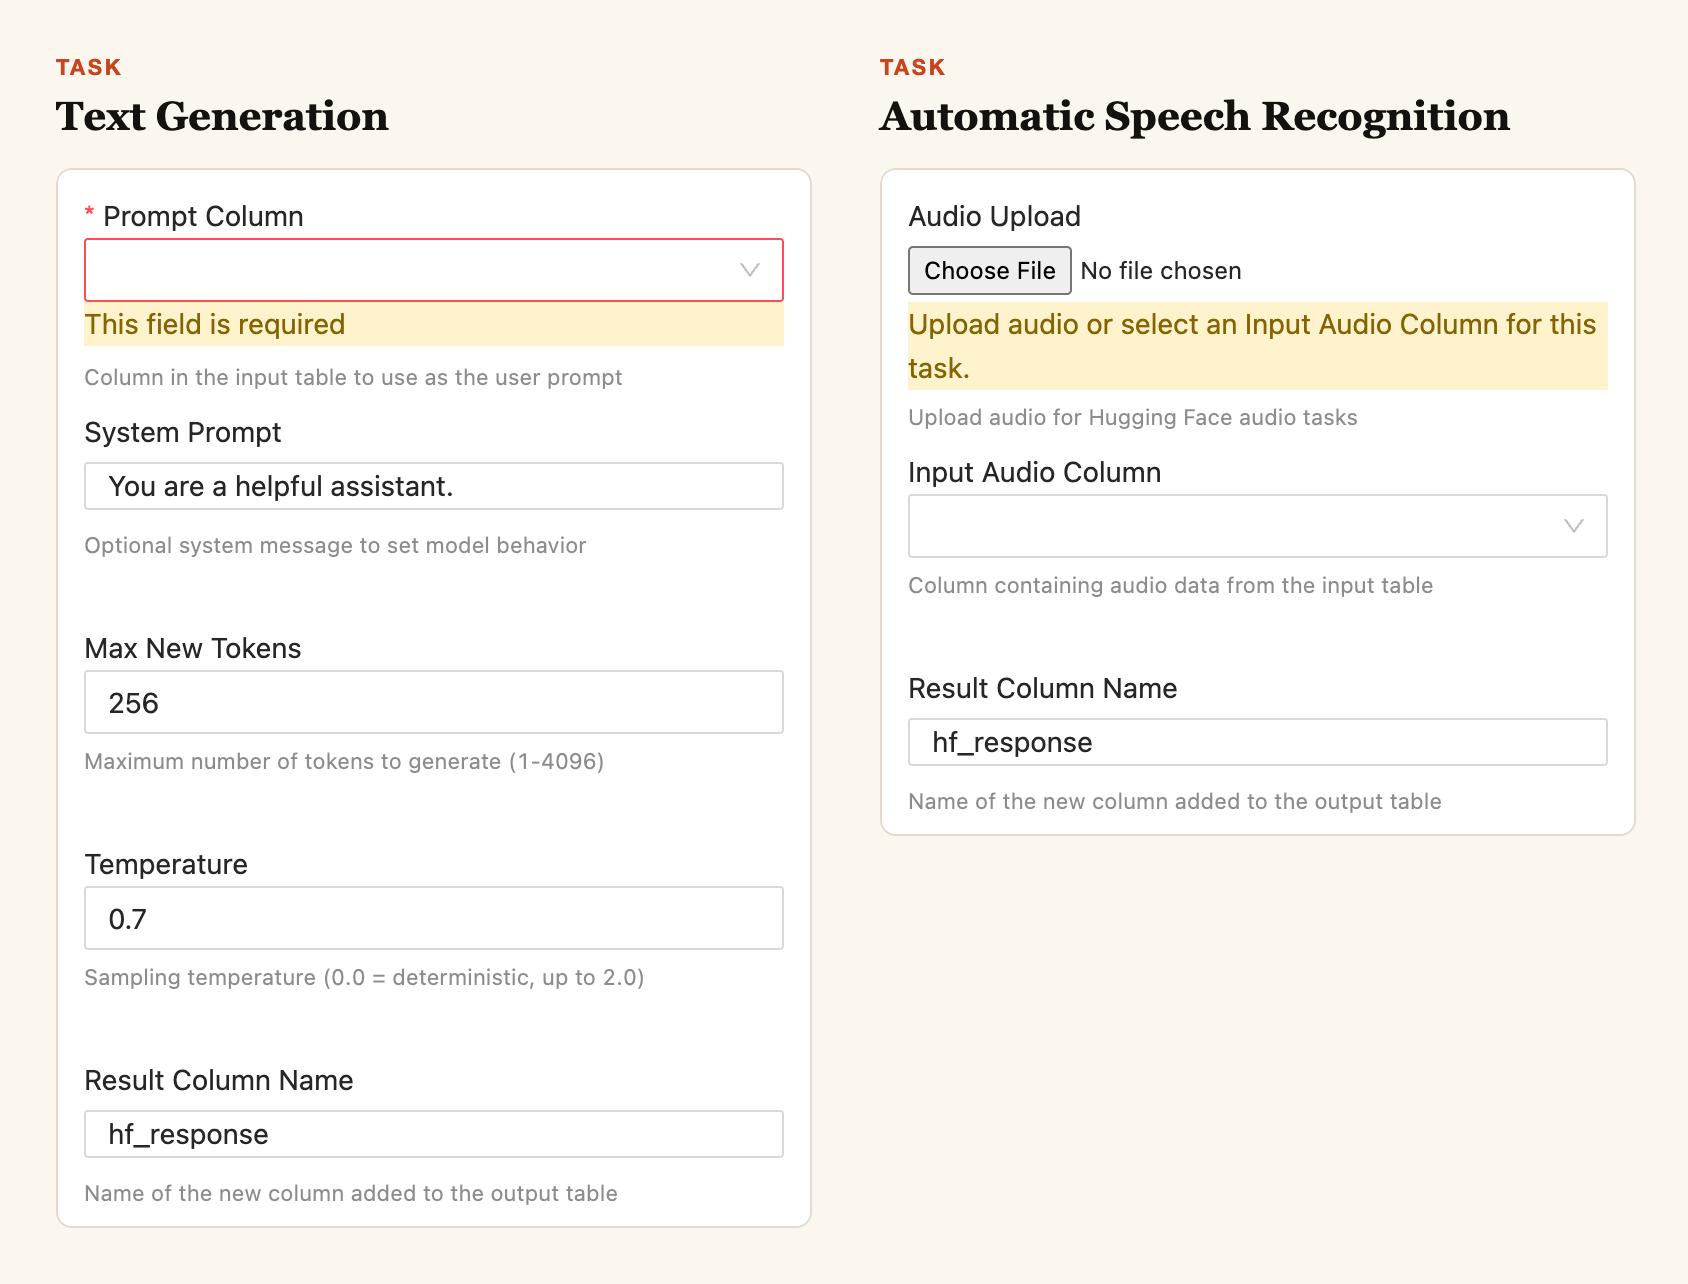 TASK
Text Generation
* Prompt Column
This field is required
Column in the input table to use as the user prompt
System Prompt
You are a helpful assistant.
Optional system message to set model behavior
Max New Tokens
256
Maximum number of tokens to generate (1-4096)
Temperature
0.7
Sampling temperature (0.0 = deterministic, up to 2.0)
Result Column Name
hf_response
Name of the new column added to the output table
TASK
Automatic Speech Recognition
Audio Upload
Choose File No file chosen
Upload audio or select an Input Audio Column for this
task.
Upload audio for Hugging Face audio tasks
Input Audio Column
Column containing audio data from the input table
Result Column Name
hf_response
Name of the new column added to the output table